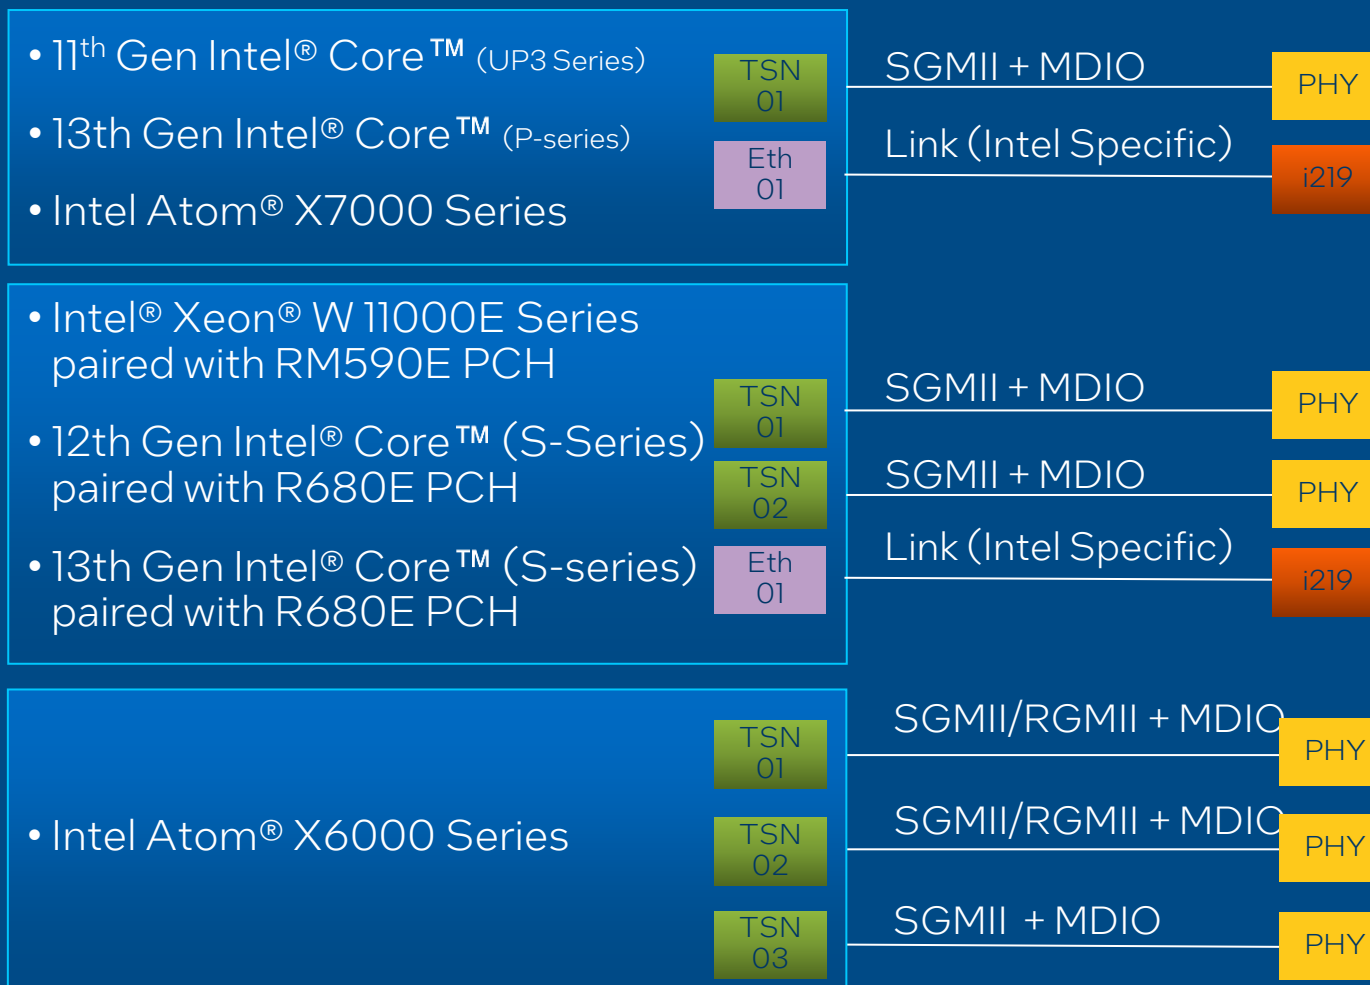 • 11th Gen Intel® Core™ (UP3 Series)
• 13th Gen Intel® Core™ (P-series)
• Intel Atom® X7000 Series
TSN
01
SGMII + MDIO
PHY
Eth
01
Link (Intel Specific)
i219
• Intel® Xeon® W 11000E Series
paired with RM590E PCH
• 12th Gen Intel® Core™ (S-Series)
paired with R680E PCH
• 13th Gen Intel® Core™ (S-series)
paired with R680E PCH
TSN
01
SGMII + MDIO
PHY
TSN
02
SGMII + MDIO
PHY
Eth
01
Link (Intel Specific)
i219
• Intel Atom® X6000 Series
TSN
01
SGMII/RGMII + MDIO
PHY
TSN
02
SGMII/RGMII + MDIO
PHY
TSN
03
SGMII + MDIO
PHY